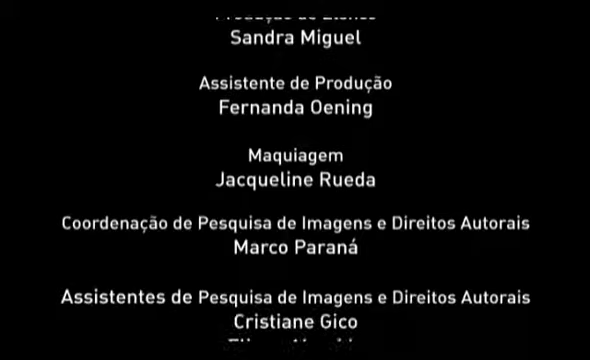 Sandra Miguel
Assistente de Produção
Fernanda Oening
Maquiagem
Jacqueline Rueda
Coordenação de Pesquisa de Imagens e Direitos Autorais
Marco Paraná
Assistentes de Pesquisa de Imagens e Direitos Autorais
Cristiane Gico